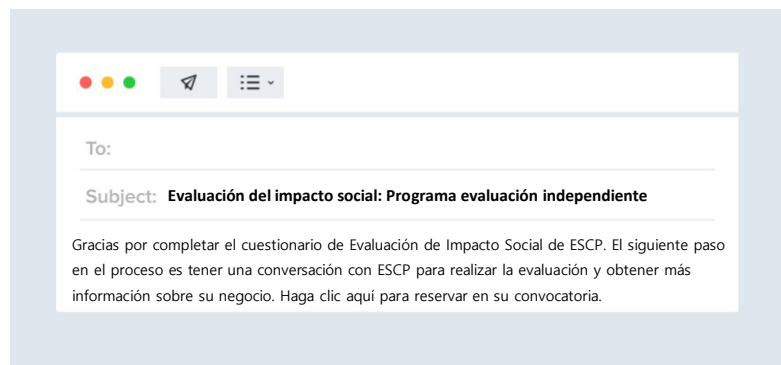 To:
Subject: Evaluación del impacto social: Programa evaluación independiente
Gracias por completar el cuestionario de Evaluación de Impacto Social de ESCP. El siguiente paso
en el proceso es tener una conversación con ESCP para realizar la evaluación y obtener más
información sobre su negocio. Haga clic aquí para reservar en su convocatoria.